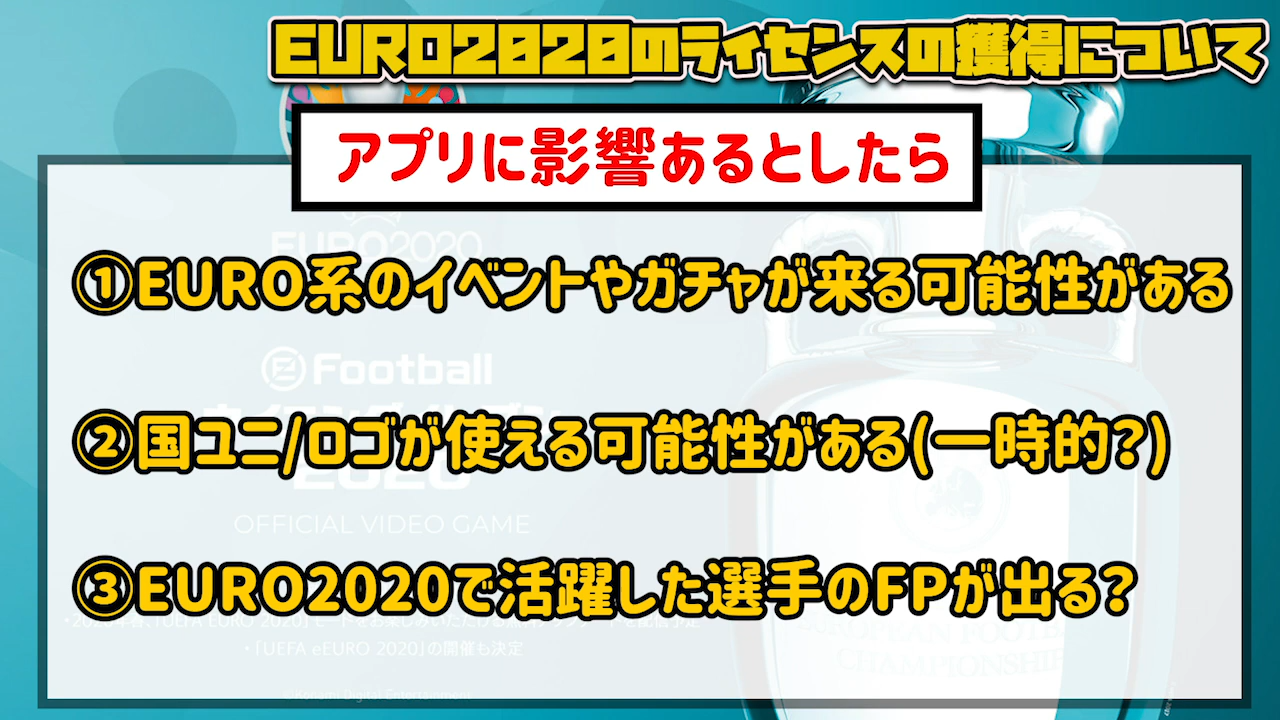 EURO2020のライセンスの獲得について
アプリに影響あるとしたら
EURO2020
①EURO系のイベントやガチャが来る可能性がある
Football
②国ユニ/ロゴが使える可能性がある(一時的?)
2020
OFFICIAL VIDEO GAME
③EURO2020で活躍した選手のFPが出る?
・「UEFA eEURO 2020」の開催も決定
©Konami Digital Entertainment